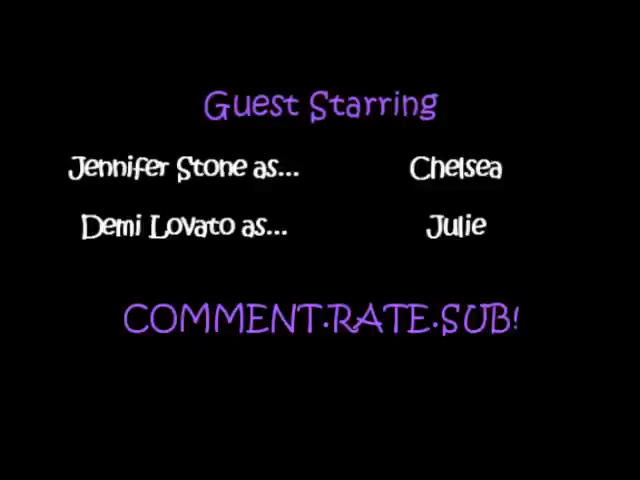 Guest Starring
Jennifer Stone as... Chelsea
Demi Lovato as... Julie
COMMENT.RATE.SUB!